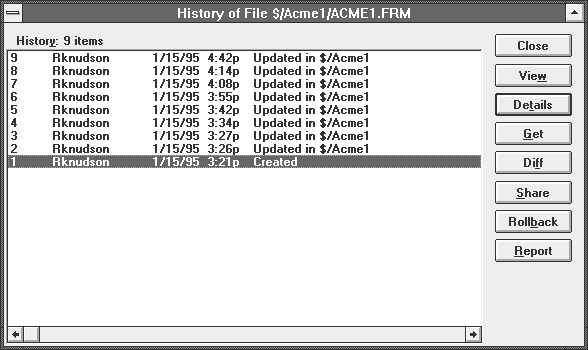 History of File $/Acme1/ACME1.FRM
History: 9 items
9 Rknudson 1/15/95 4:42p Updated in $/Acme1
8 Rknudson 1/15/95 4:14p Updated in $/Acme1
7 Rknudson 1/15/95 4:08p Updated in $/Acme1
6 Rknudson 1/15/95 3:55p Updated in $/Acme1
5 Rknudson 1/15/95 3:42p Updated in $/Acme1
4 Rknudson 1/15/95 3:34p Updated in $/Acme1
3 Rknudson 1/15/95 3:27p Updated in $/Acme1
2 Rknudson 1/15/95 3:26p Updated in $/Acme1
1 Rknudson 1/15/95 3:21p Created
Close
View
Details
Get
Diff
Share
Rollback
Report